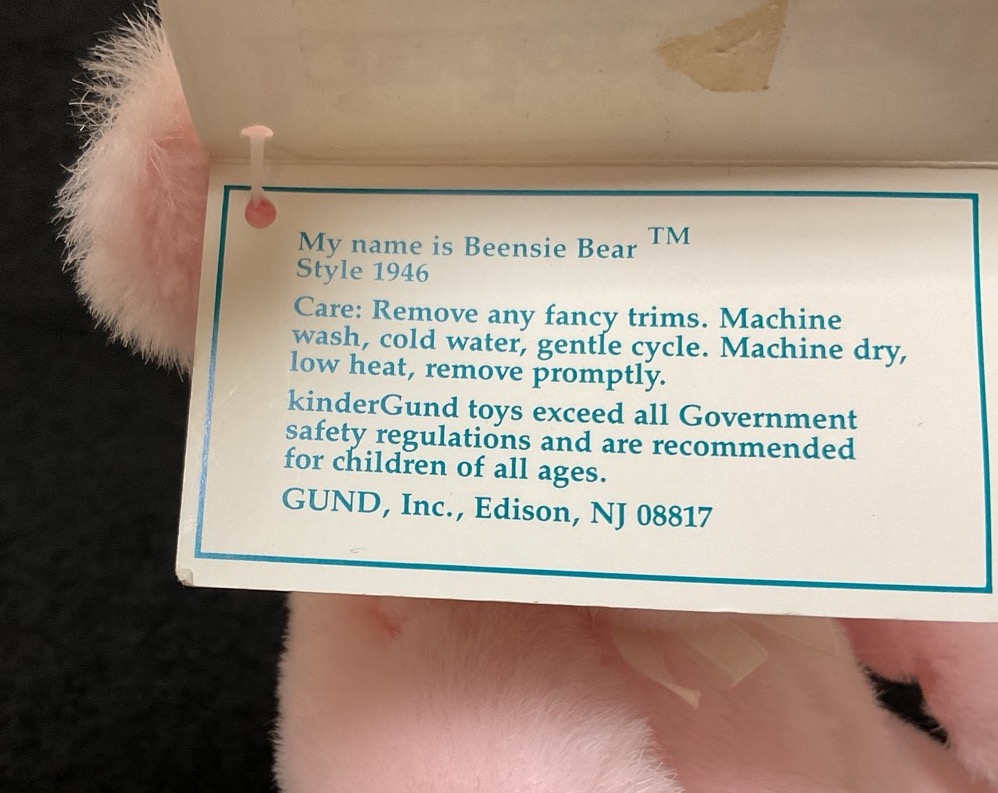 My name is Beensie Bear ™
Style 1946
Care: Remove any fancy trims. Machine
wash, cold water, gentle cycle. Machine dry,
low heat, remove promptly.
kinderGund toys exceed all Government
safety regulations and are recommended
for children of all ages.
GUND, Inc., Edison, NJ 08817